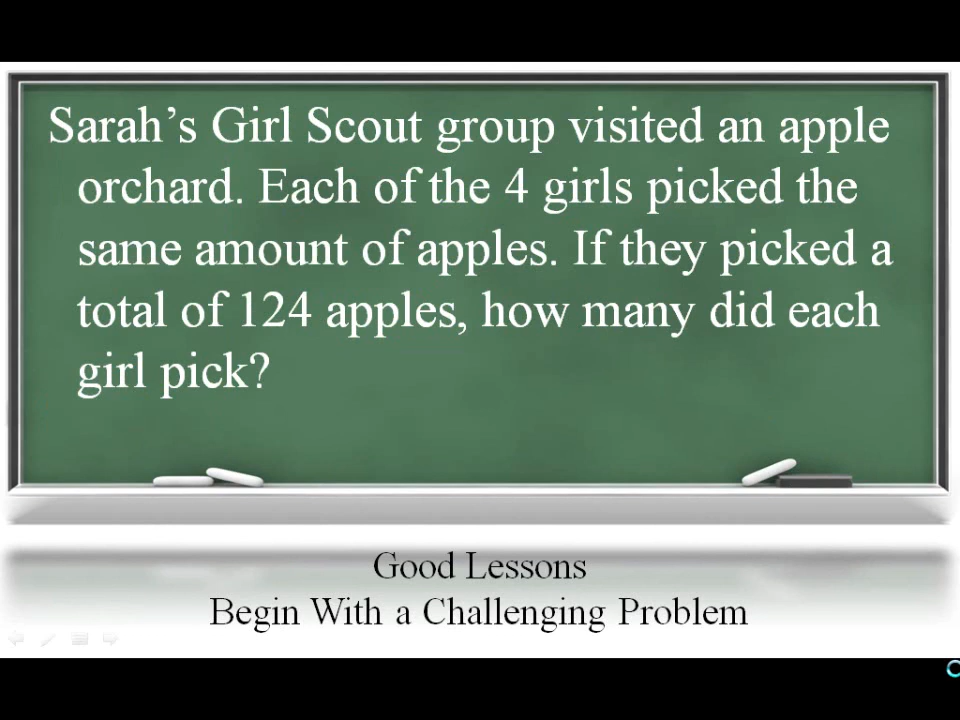 Sarah’s Girl Scout group visited an apple
orchard. Each of the 4 girls picked the
same amount of apples. If they picked a
total of 124 apples, how many did each
girl pick?
Good Lessons
Begin With a Challenging Problem